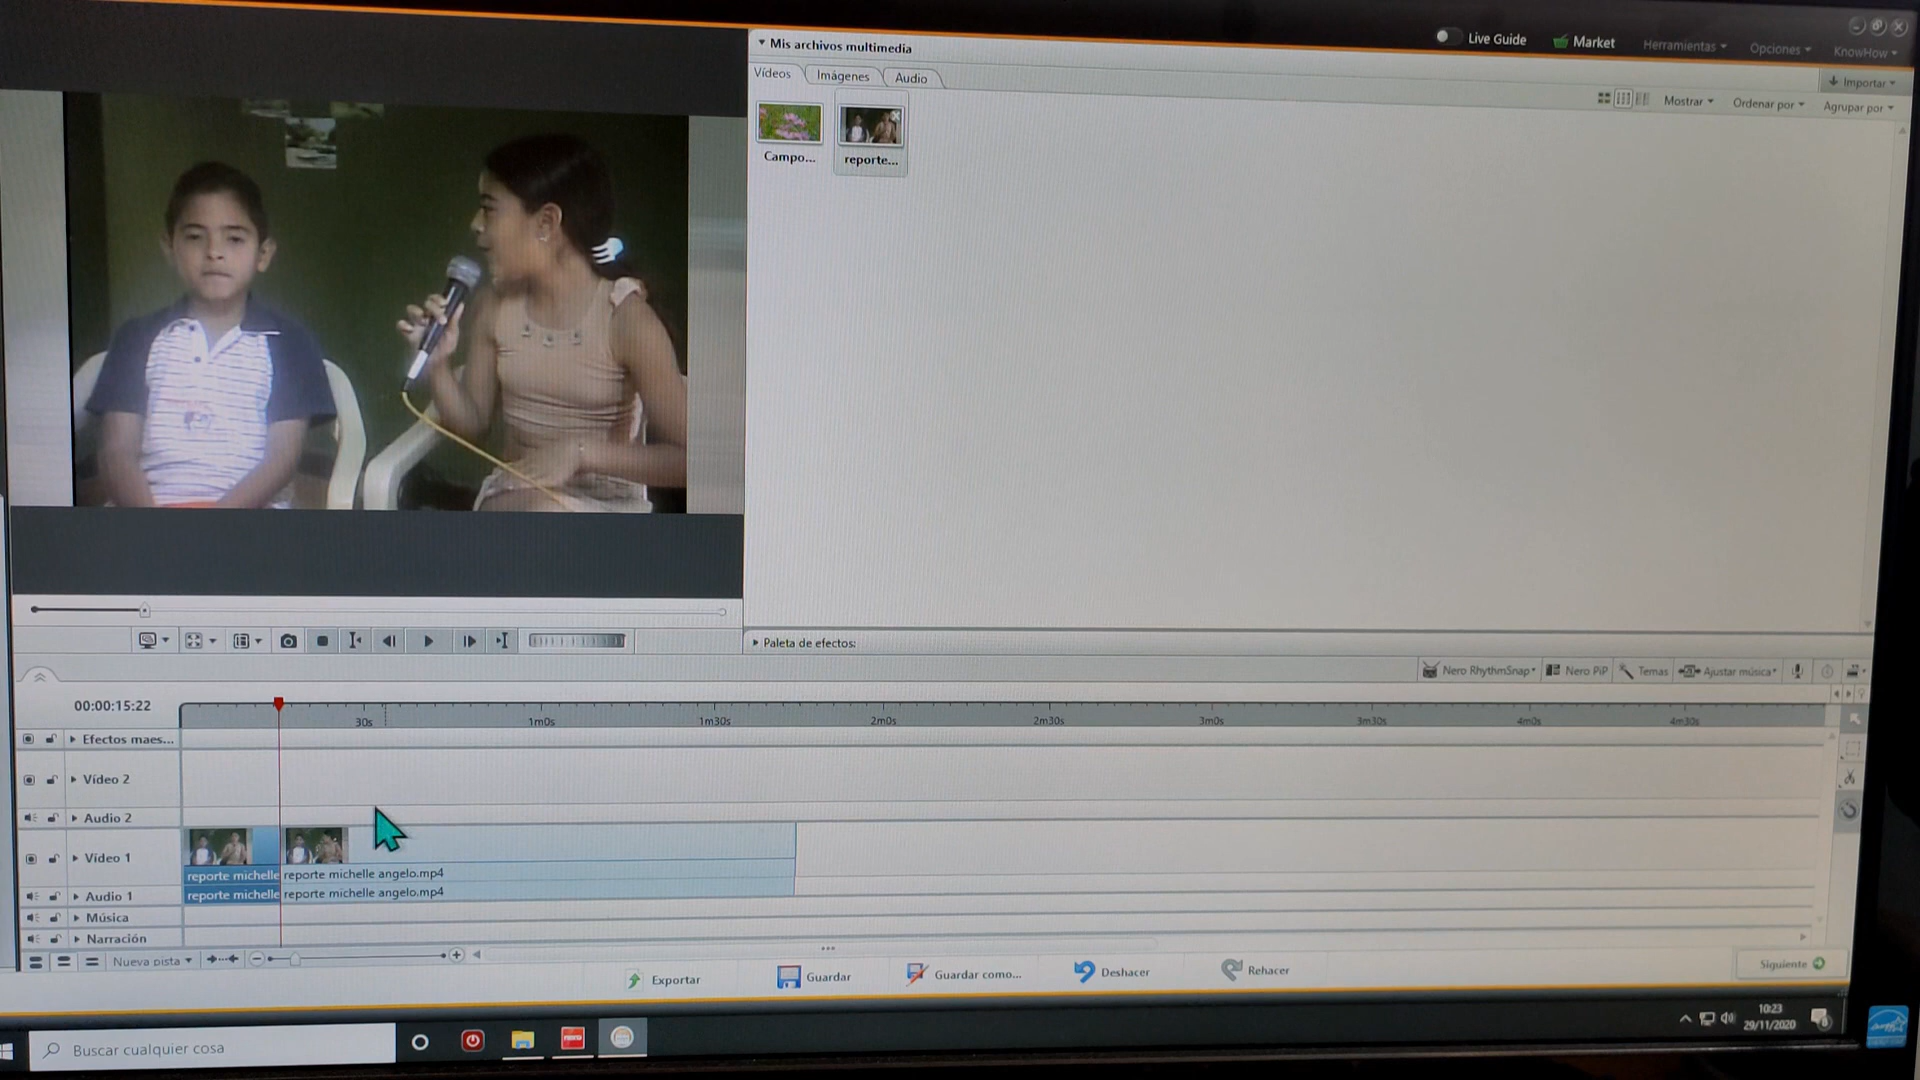 Live Guide
Market
Herramientas
Opciones
KnowHow
Mis archivos multimedia
Vídeos
Imágenes
Audio
Importar
Mostrar
Ordenar por
Agrupar por
Campo...
reporte...
Paleta de efectos:
Nero RhythmSnap
Nero PiP
Temas
Ajustar música
00:00:15:22
30s
1m0s
1m30s
2m0s
2m30s
3m0s
3m30s
4m0s
4m30s
Efectos maes...
Vídeo 2
Audio 2
Vídeo 1
reporte michelle
reporte michelle angelo.mp4
Audio 1
reporte michelle
reporte michelle angelo.mp4
Música
Narración
Nueva pista
Siguiente
Exportar
Guardar
Guardar como...
Deshacer
Rehacer
Buscar cualquier cosa
10:23
29/11/2020